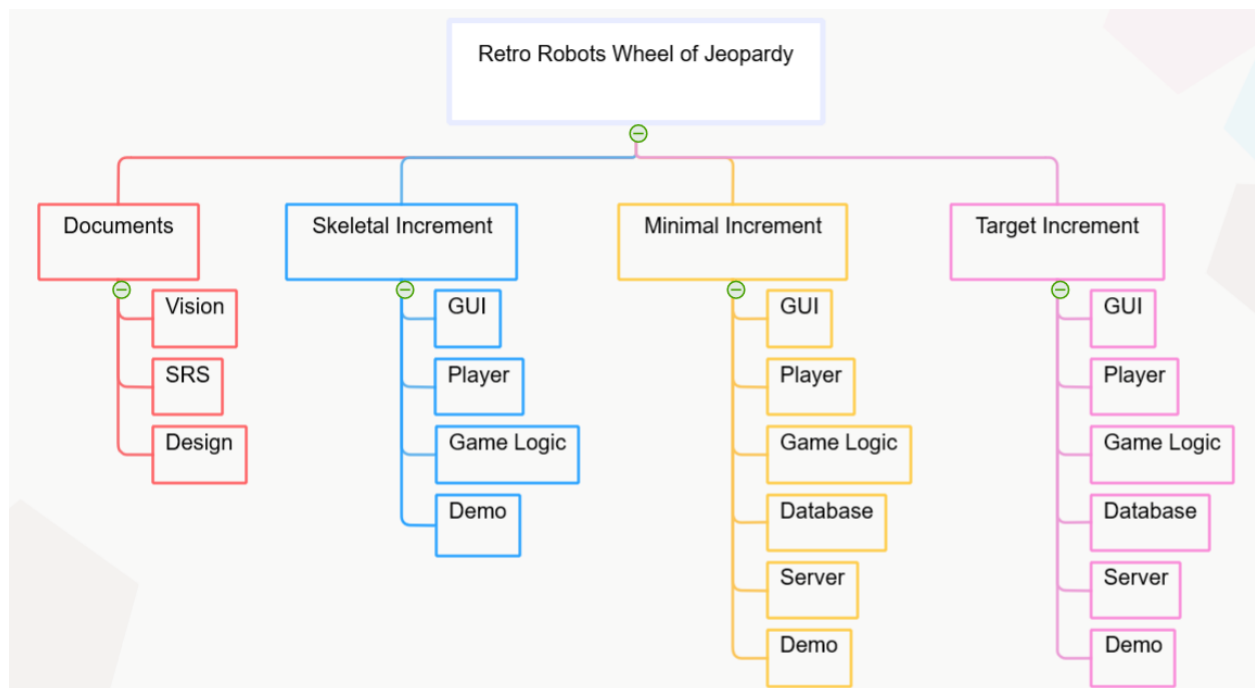 Retro Robots Wheel of Jeopardy
Documents
Vision
SRS
Design
Skeletal Increment
GUI
Player
Game Logic
Demo
Minimal Increment
GUI
Player
Game Logic
Database
Server
Demo
Target Increment
GUI
Player
Game Logic
Database
Server
Demo